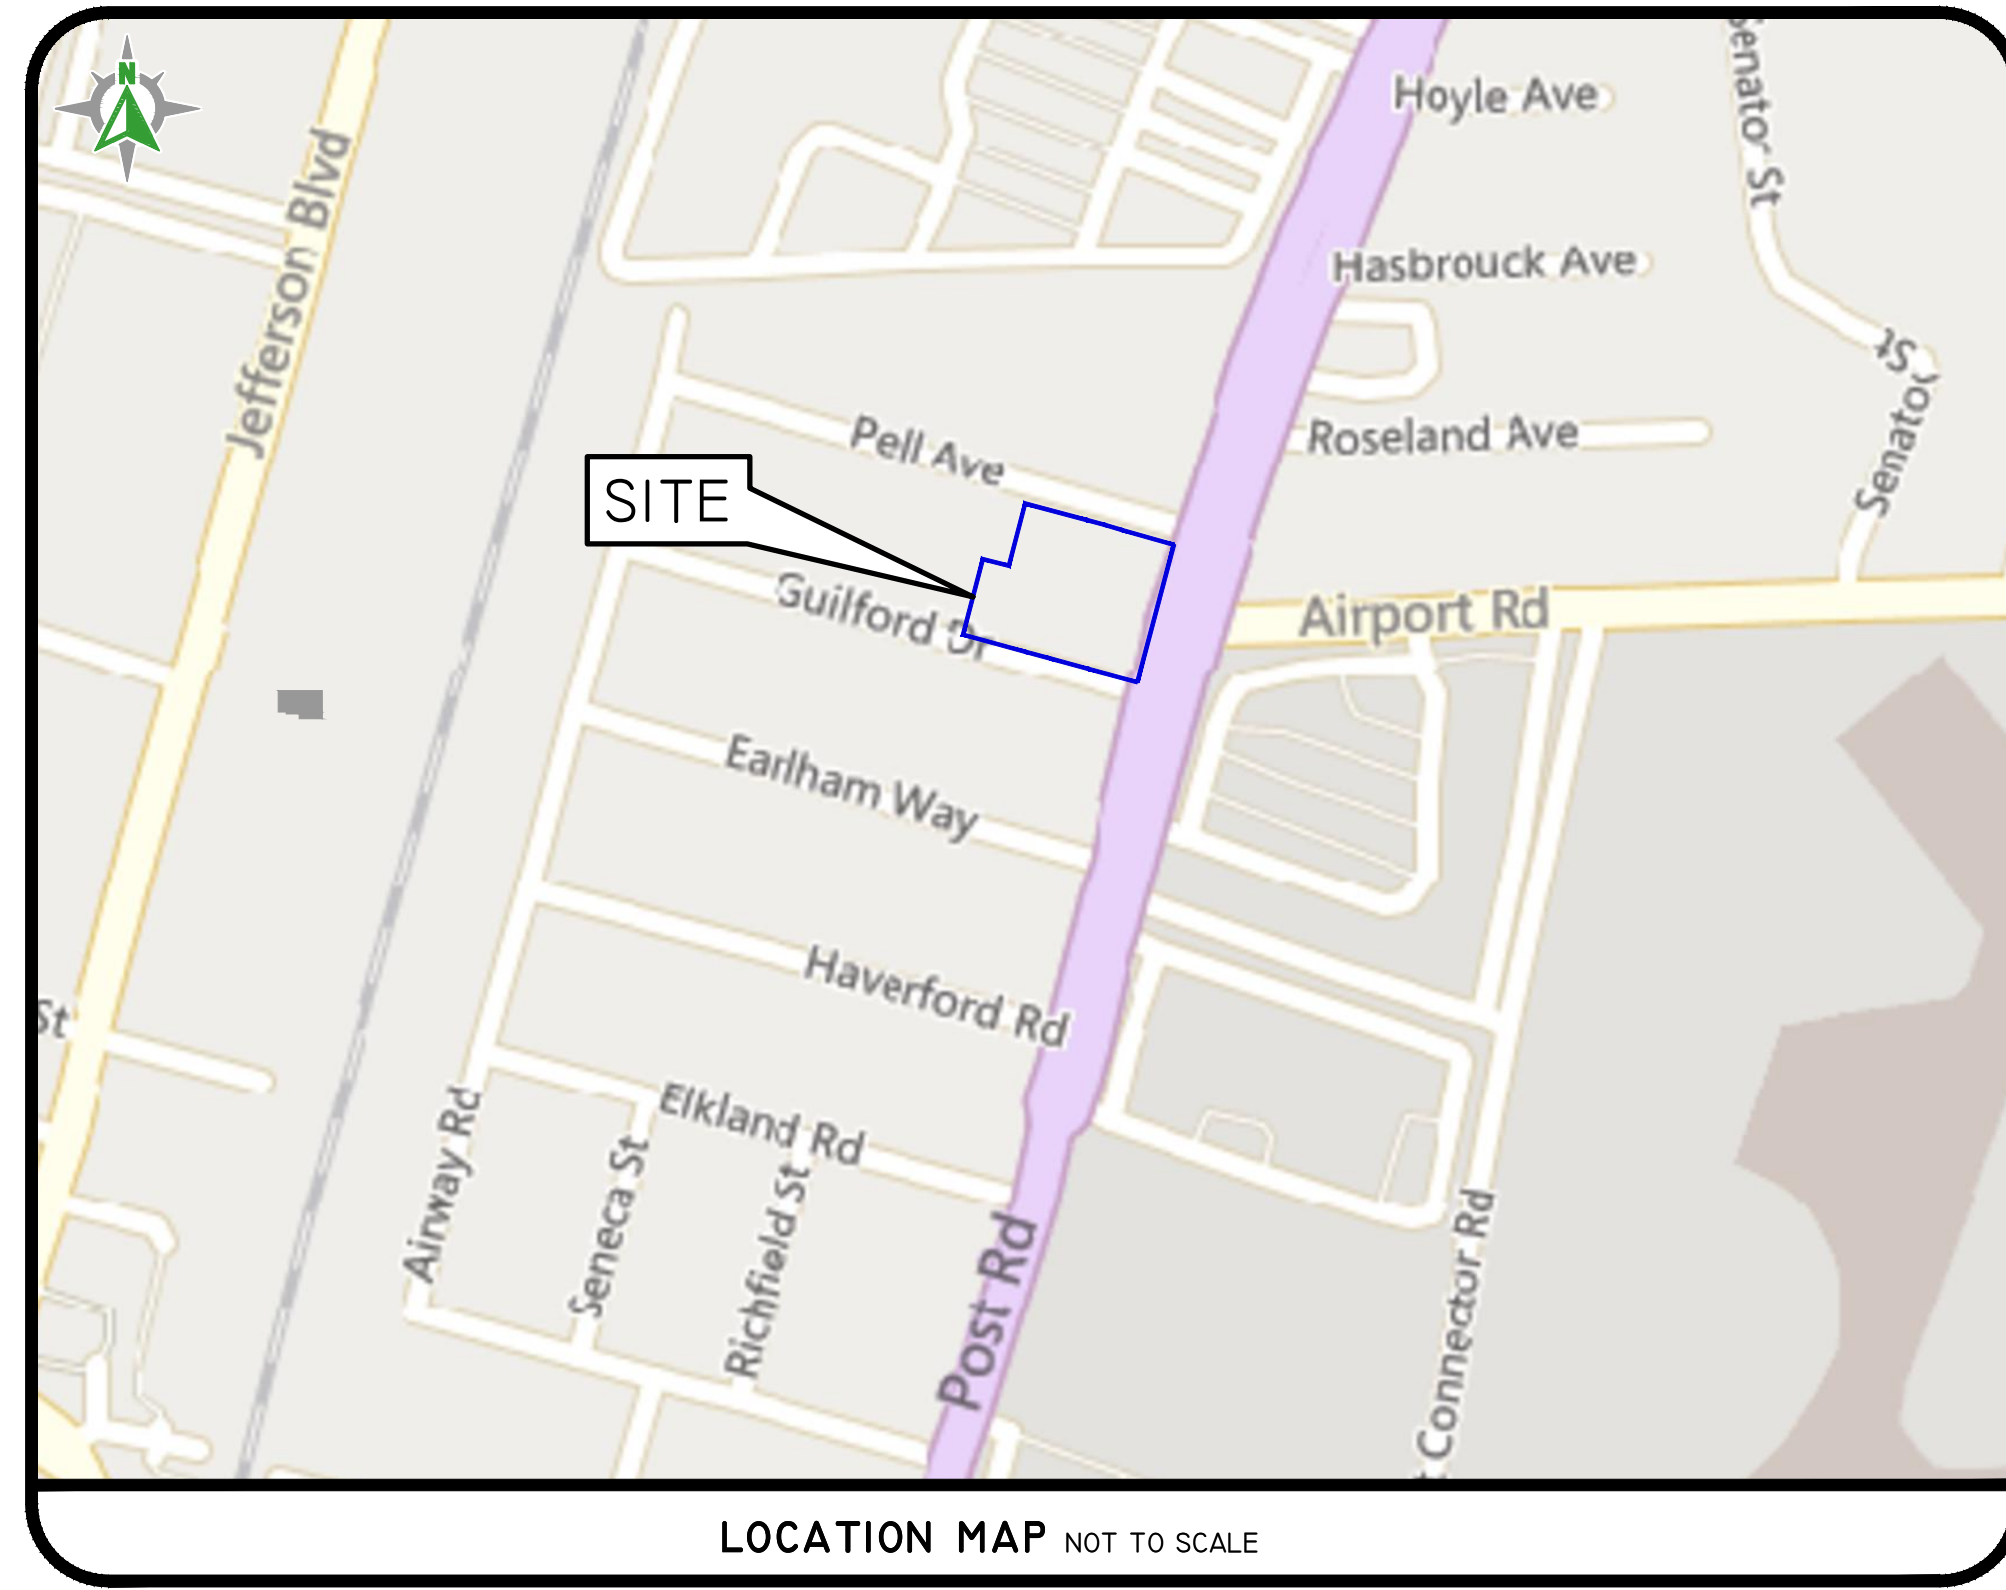 N
Hoyle Ave
Senator St
Jefferson Blvd
Hasbrouck Ave
Senator St
Pell Ave
Roseland Ave
SITE
Guilford Dr
Airport Rd
Earlham Way
Haverford Rd
St
Elkland Rd
Airway Rd
Seneca St
Richfield St
Post Rd
Connector Rd
LOCATION MAP NOT TO SCALE